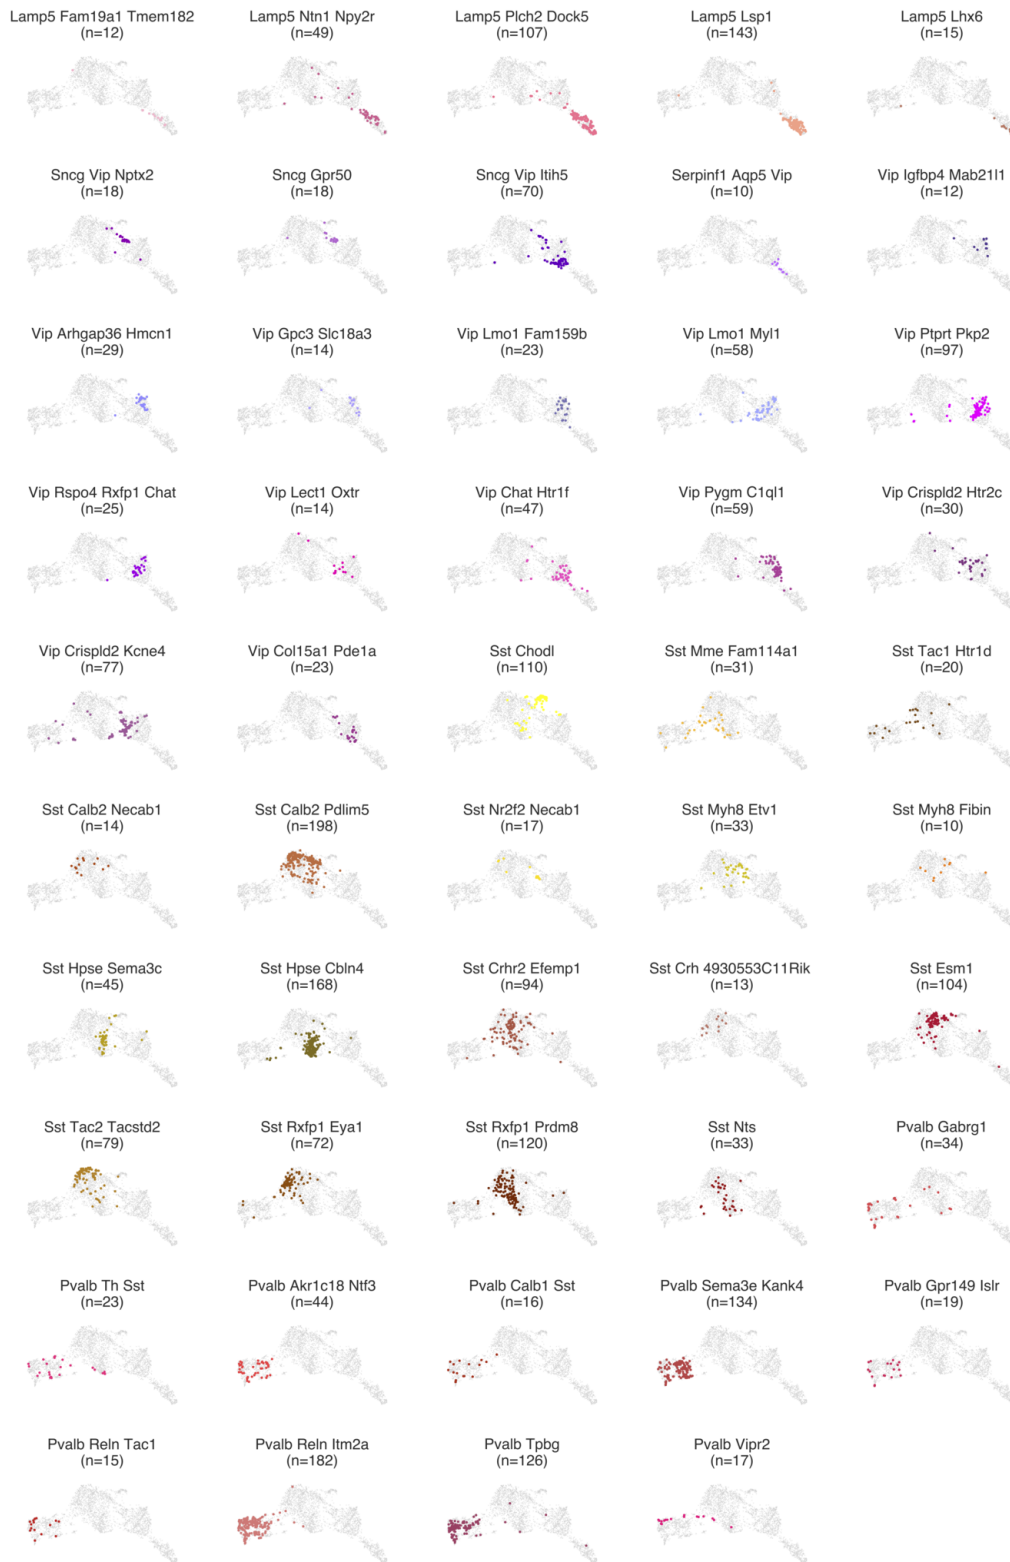 Lamp5 Fam19a1 Tmem182
(n=12)
Lamp5 Ntn1 Npy2r
(n=49)
Lamp5 Plch2 Dock5
(n=107)
Lamp5 Lsp1
(n=143)
Lamp5 Lhx6
(n=15)
Sncg Vip Nptx2
(n=18)
Sncg Gpr50
(n=18)
Sncg Vip Itih5
(n=70)
Serpinf1 Aqp5 Vip
(n=10)
Vip Igfbp4 Mab21l1
(n=12)
Vip Arhgap36 Hmcn1
(n=29)
Vip Gpc3 Slc18a3
(n=14)
Vip Lmo1 Fam159b
(n=23)
Vip Lmo1 Myl1
(n=58)
Vip Ptprt Pkp2
(n=97)
Vip Rspo4 Rxfp1 Chat
(n=25)
Vip Lect1 Oxtr
(n=14)
Vip Chat Htr1f
(n=47)
Vip Pygm C1ql1
(n=59)
Vip Crispld2 Htr2c
(n=30)
Vip Crispld2 Kcne4
(n=77)
Vip Col15a1 Pde1a
(n=23)
Sst Chodl
(n=110)
Sst Mme Fam114a1
(n=31)
Sst Tac1 Htr1d
(n=20)
Sst Calb2 Necab1
(n=14)
Sst Calb2 Pdlim5
(n=198)
Sst Nr2f2 Necab1
(n=17)
Sst Myh8 Etv1
(n=33)
Sst Myh8 Fibin
(n=10)
Sst Hpse Sema3c
(n=45)
Sst Hpse Cbln4
(n=168)
Sst Crhr2 Efemp1
(n=94)
Sst Crh 4930553C11Rik
(n=13)
Sst Esm1
(n=104)
Sst Tac2 Tacstd2
(n=79)
Sst Rxfp1 Eya1
(n=72)
Sst Rxfp1 Prdm8
(n=120)
Sst Nts
(n=33)
Pvalb Gabrg1
(n=34)
Pvalb Th Sst
(n=23)
Pvalb Akr1c18 Ntf3
(n=44)
Pvalb Calb1 Sst
(n=16)
Pvalb Sema3e Kank4
(n=134)
Pvalb Gpr149 Islr
(n=19)
Pvalb Reln Tac1
(n=15)
Pvalb Reln Itm2a
(n=182)
Pvalb Tpbg
(n=126)
Pvalb Vipr2
(n=17)